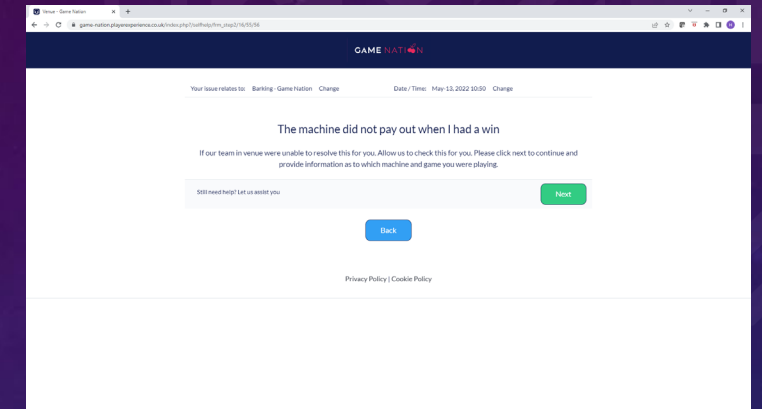 Venue - Game Nation
game-nation.playerexperience.co.uk/index.php?/selfhelp/frm_step2/16/55/56
GAME NATION
Your issue relates to: Barking - Game Nation Change Date / Time: May-13, 2022 10:50 Change
The machine did not pay out when I had a win
If our team in venue were unable to resolve this for you. Allow us to check this for you. Please click next to continue and
provide information as to which machine and game you were playing.
Still need help? Let us assist you
Next
Back
Privacy Policy | Cookie Policy